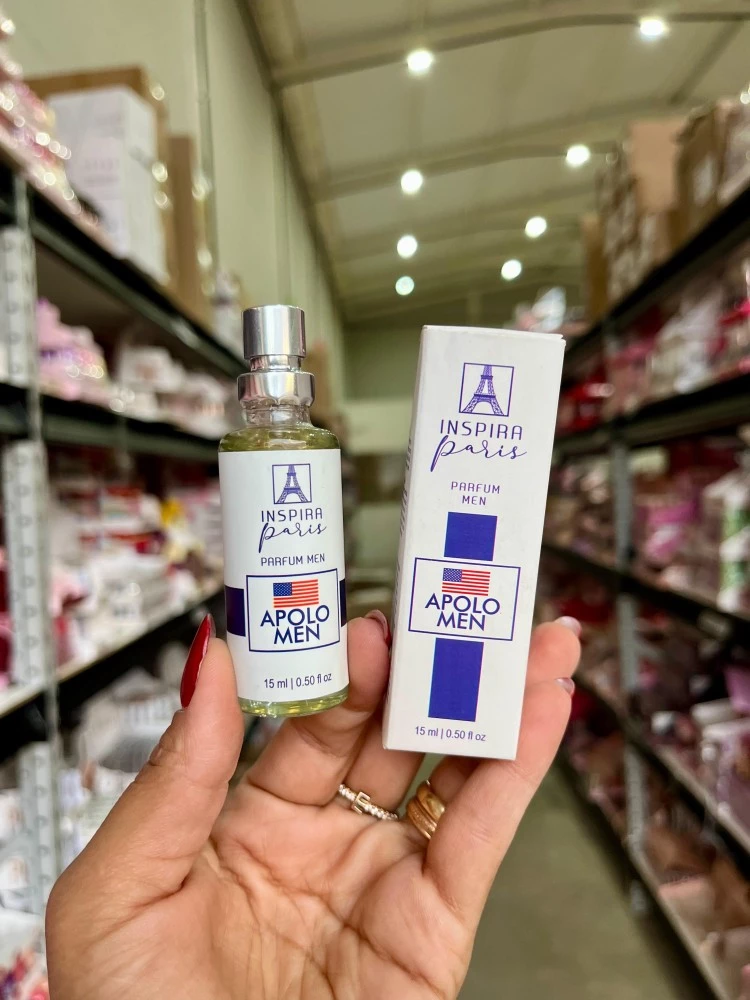 INSPIRA
paris
PARFUM MEN
APOLO
MEN
15 ml | 0.50 fl oz
INSPIRA
paris
PARFUM
MEN
APOLO
MEN
15 ml | 0.50 fl oz